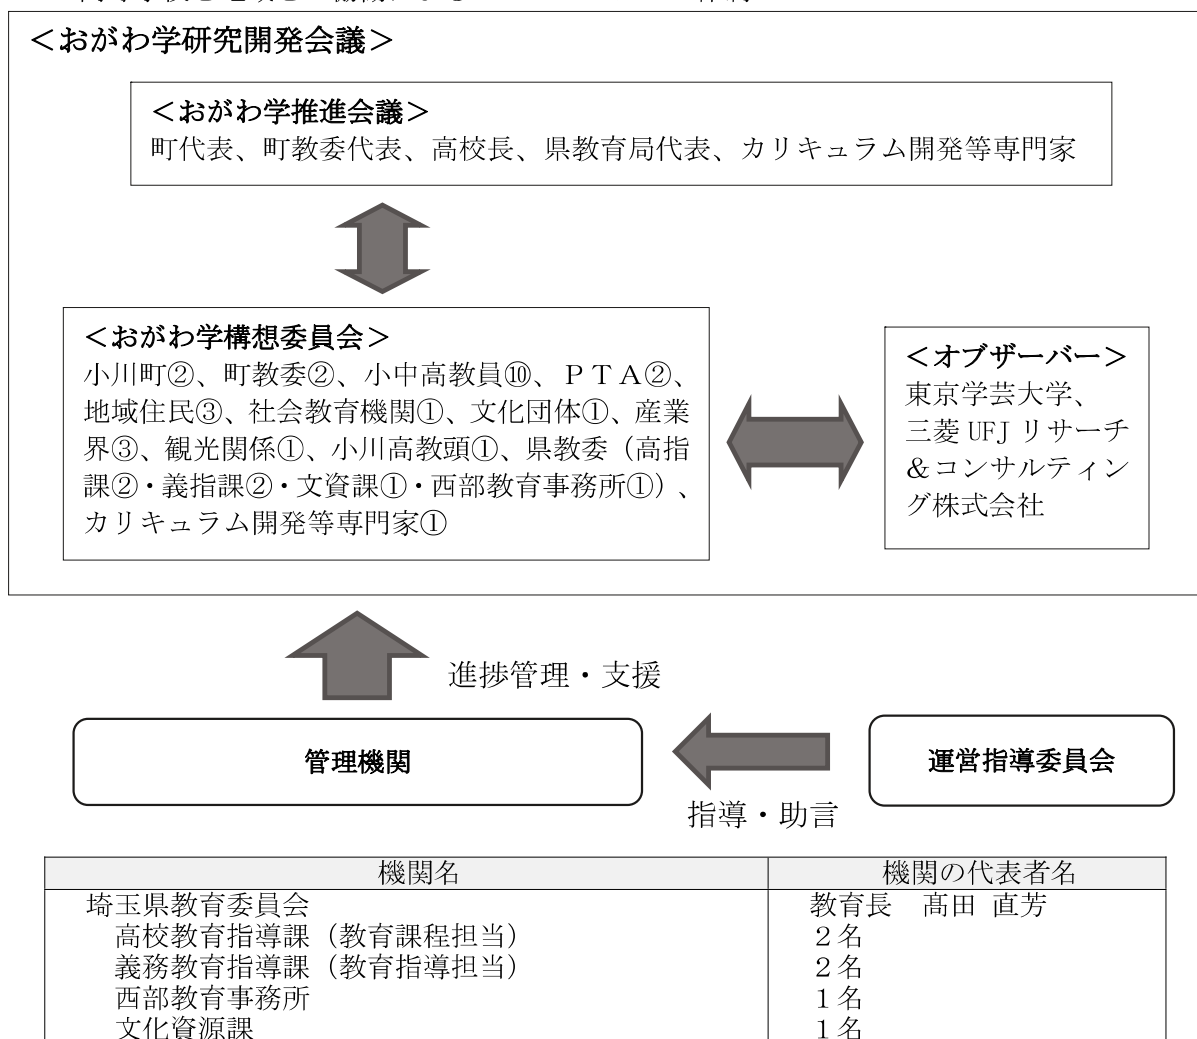 ＜おがわ学研究開発会議＞
＜おがわ学推進会議＞
町代表、町教委代表、高校長、県教育局代表、カリキュラム開発等専門家
＜おがわ学構想委員会＞
小川町②、町教委②、小中高教員⑩、ＰＴＡ②、
地域住民③、社会教育機関①、文化団体①、産業
界③、観光関係①、小川高教頭①、県教委（高指
課②・義指課②・文資課①・西部教育事務所①）、
カリキュラム開発等専門家①
＜オブザーバー＞
東京学芸大学、
三菱 UFJ リサーチ
＆コンサルティン
グ株式会社
進捗管理・支援
管理機関
運営指導委員会
指導・助言
機関名 機関の代表者名
埼玉県教育委員会 教育長 髙田 直芳
高校教育指導課（教育課程担当） ２名
義務教育指導課（教育指導担当） ２名
西部教育事務所 １名
文化資源課 １名